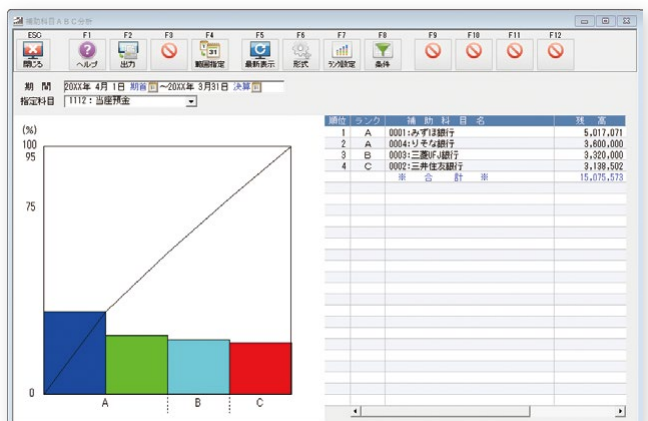 補助科目ABC分析
ESC F1 F2 F3 F4 F5 F6 F7 F8 F9 F10 F11 F12
閉じる ヘルプ 出力 範囲指定 最新表示 形式 ランク設定 条件
期間 20XX年 4月 1日 期首 ～20XX年 3月31日 決算
指定科目 1112：当座預金
順位 ランク 補助科目名 残高
1 A 0001:みずほ銀行 5,017,071
2 A 0004:りそな銀行 3,600,000
3 B 0003:三菱UFJ銀行 3,320,000
4 C 0002:三井住友銀行 3,138,502
※ 合計 ※ 15,075,573
(%)
100
95
75
0
A B C